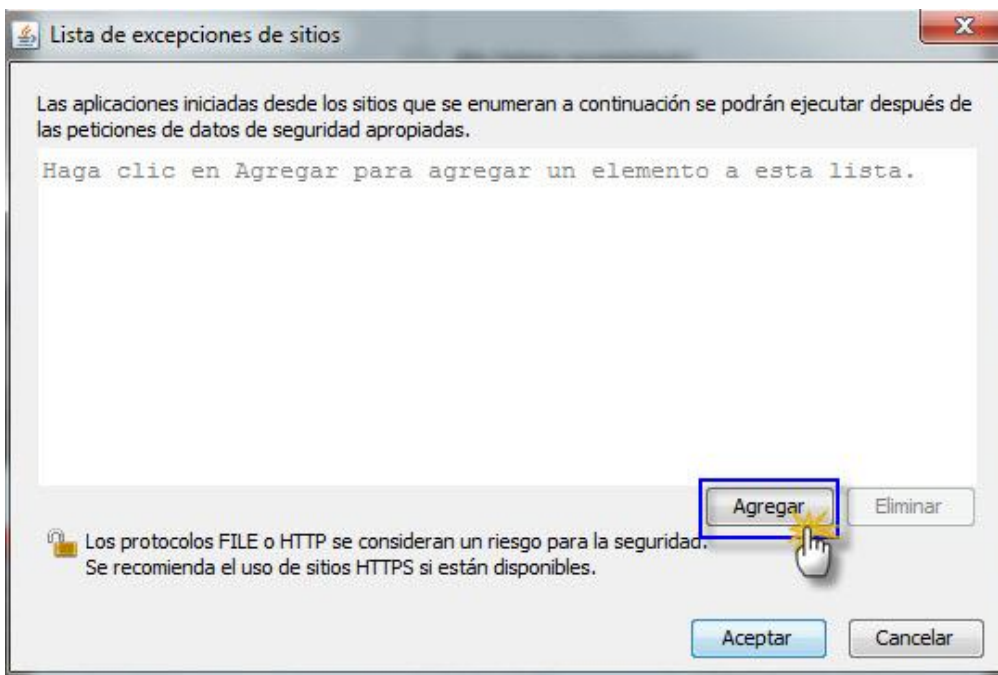 Lista de excepciones de sitios
Las aplicaciones iniciadas desde los sitios que se enumeran a continuación se podrán ejecutar después de
las peticiones de datos de seguridad apropiadas.
Haga clic en Agregar para agregar un elemento a esta lista.
Agregar
Eliminar
Los protocolos FILE o HTTP se consideran un riesgo para la seguridad.
Se recomienda el uso de sitios HTTPS si están disponibles.
Aceptar
Cancelar